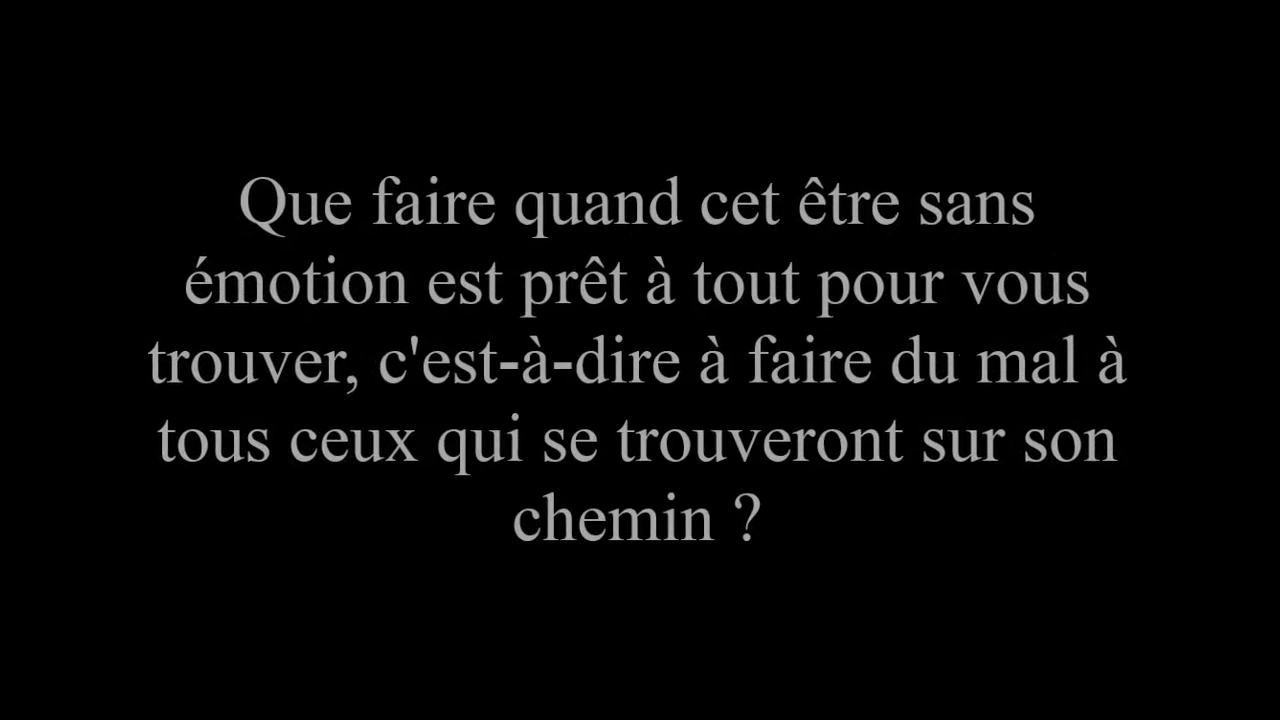 Que faire quand cet être sans
émotion est prêt à tout pour vous
trouver, c'est-à-dire à faire du mal à
tous ceux qui se trouveront sur son
chemin ?